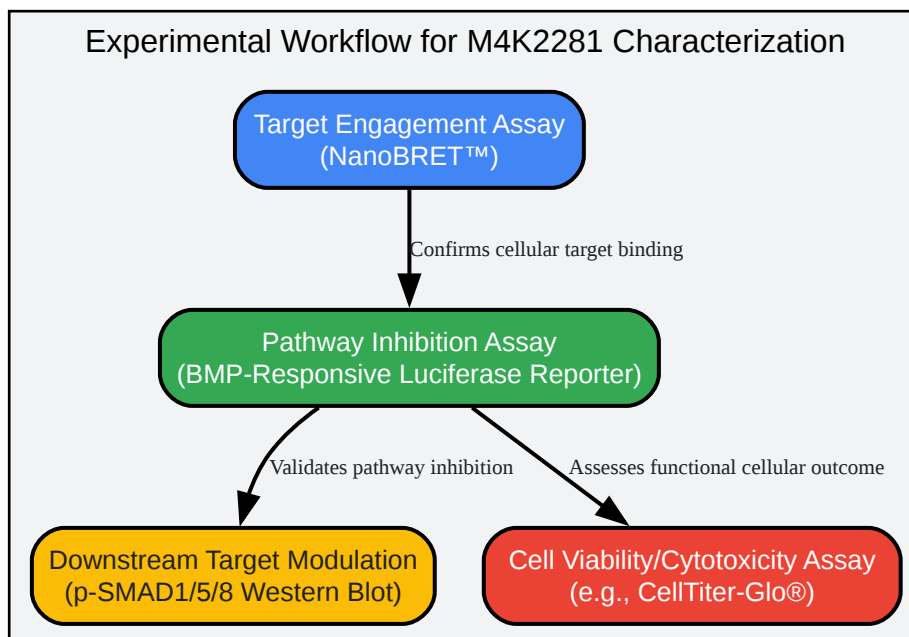 Experimental Workflow for M4K2281 Characterization
Target Engagement Assay
(NanoBRET™)
Confirms cellular target binding
Pathway Inhibition Assay
(BMP-Responsive Luciferase Reporter)
Validates pathway inhibition
Assesses functional cellular outcome
Downstream Target Modulation
(p-SMAD1/5/8 Western Blot)
Cell Viability/Cytotoxicity Assay
(e.g., CellTiter-Glo®)